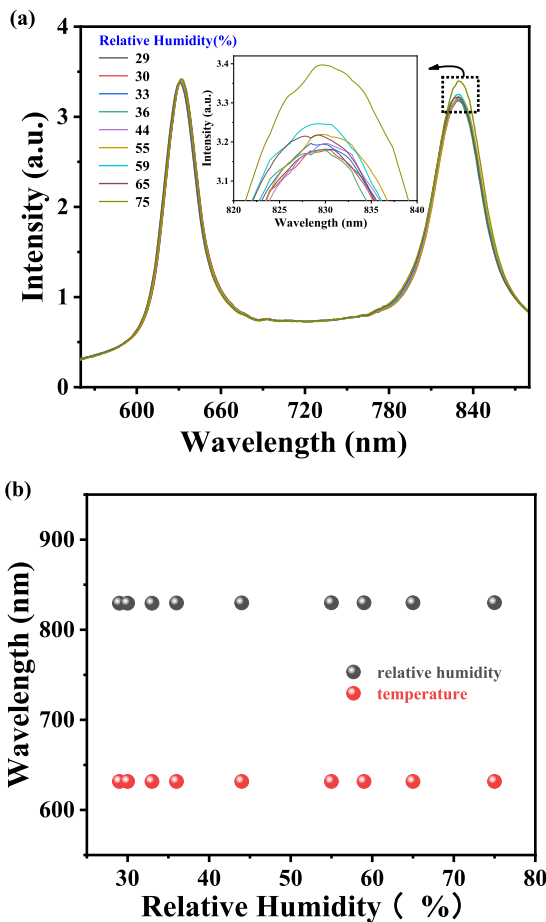 (a)
Relative Humidity(%)
29
30
33
36
44
55
59
65
75
Intensity (a.u.)
4
3
2
1
0
600 660 720 780 840
Wavelength (nm)
Intensity (a.u.)
3.4
3.3
3.2
3.1
820 825 830 835 840
Wavelength (nm)
(b)
Wavelength (nm)
900
800
700
600
relative humidity
temperature
30 40 50 60 70 80
Relative Humidity（ %）